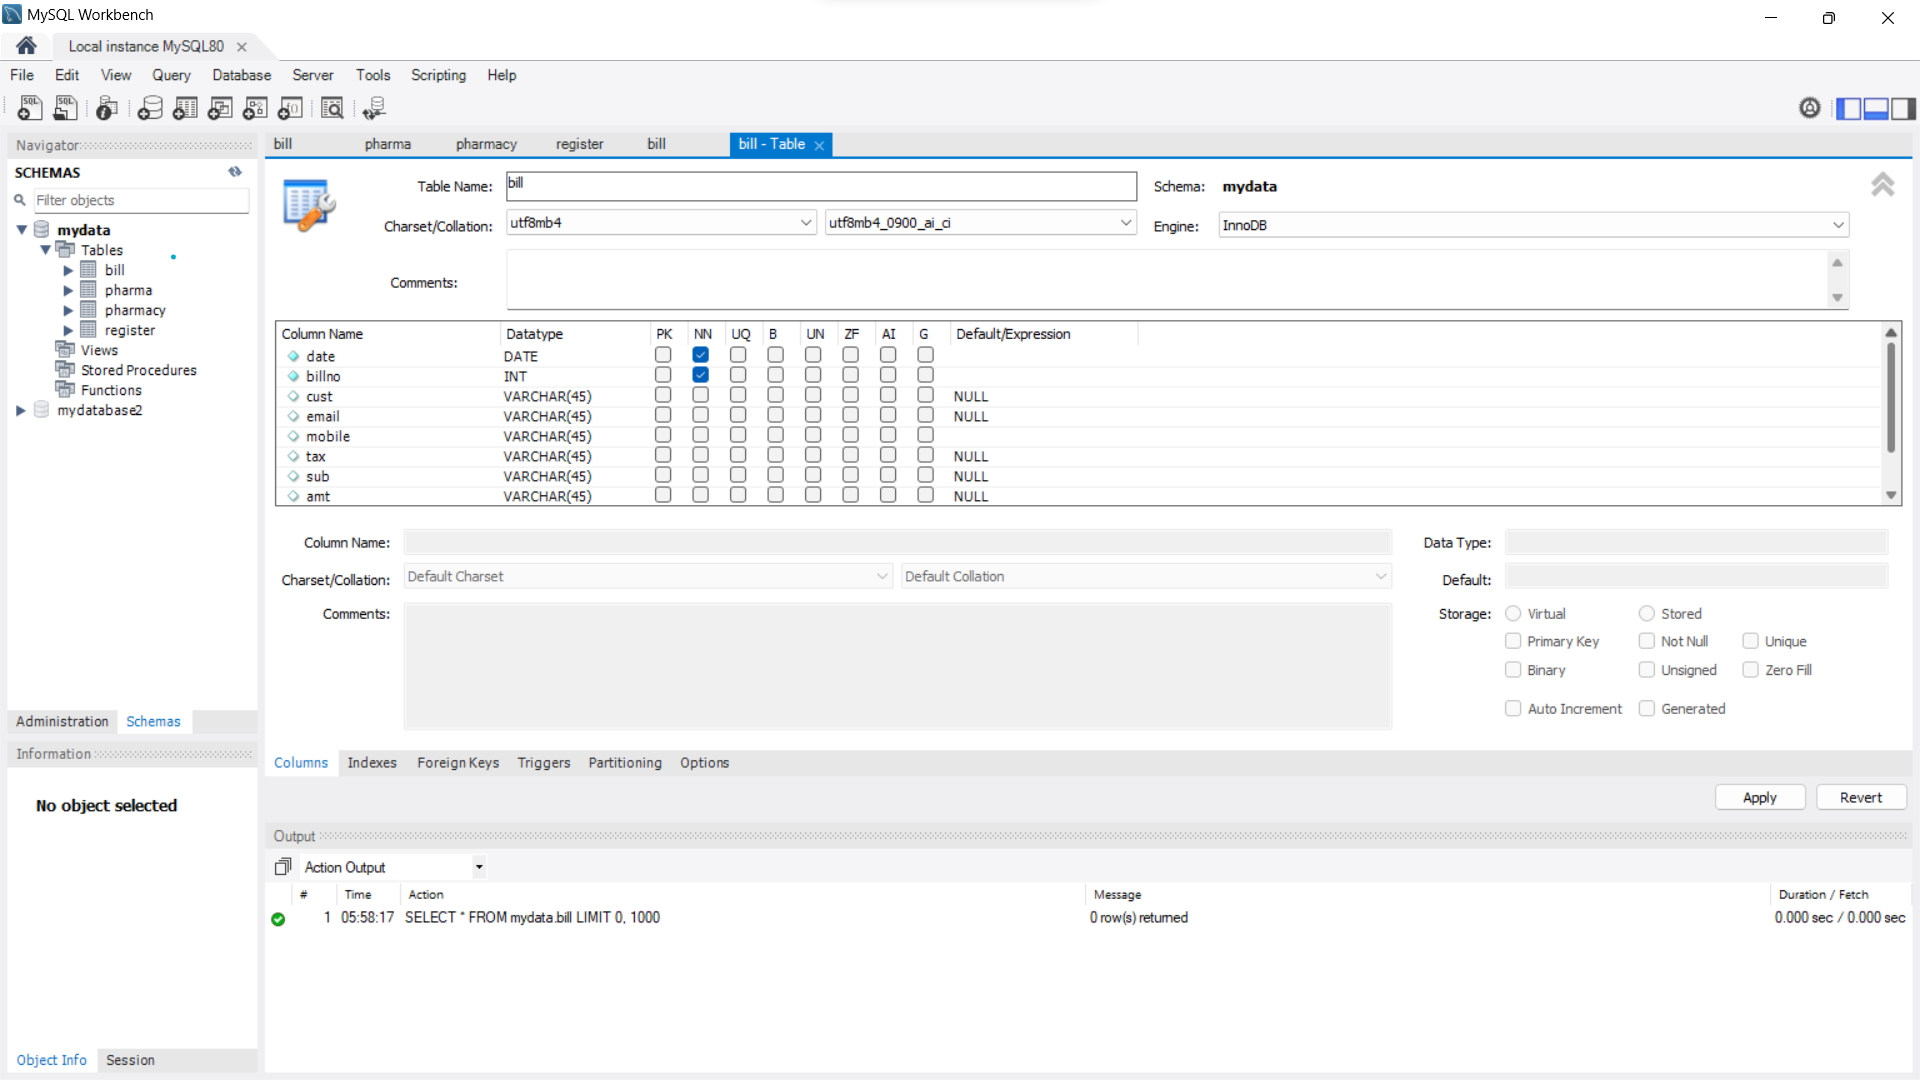 MySQL Workbench
Local instance MySQL80
File Edit View Query Database Server Tools Scripting Help
Navigator
SCHEMAS
Filter objects
mydata
Tables
bill
pharma
pharmacy
register
Views
Stored Procedures
Functions
mydatabase2
Administration Schemas
Information
No object selected
Object Info Session
bill pharma pharmacy register bill bill - Table
Table Name: bill Schema: mydata
Charset/Collation: utf8mb4 utf8mb4_0900_ai_ci Engine: InnoDB
Comments:
Column Name Datatype PK NN UQ B UN ZF AI G Default/Expression
date DATE
billno INT
cust VARCHAR(45) NULL
email VARCHAR(45) NULL
mobile VARCHAR(45)
tax VARCHAR(45) NULL
sub VARCHAR(45) NULL
amt VARCHAR(45) NULL
Column Name: Data Type:
Charset/Collation: Default Charset Default Collation Default:
Comments: Storage: Virtual Stored
Primary Key Not Null Unique
Binary Unsigned Zero Fill
Auto Increment Generated
Columns Indexes Foreign Keys Triggers Partitioning Options
Apply Revert
Output
Action Output
# Time Action Message Duration / Fetch
1 05:58:17 SELECT * FROM mydata.bill LIMIT 0, 1000 0 row(s) returned 0.000 sec / 0.000 sec